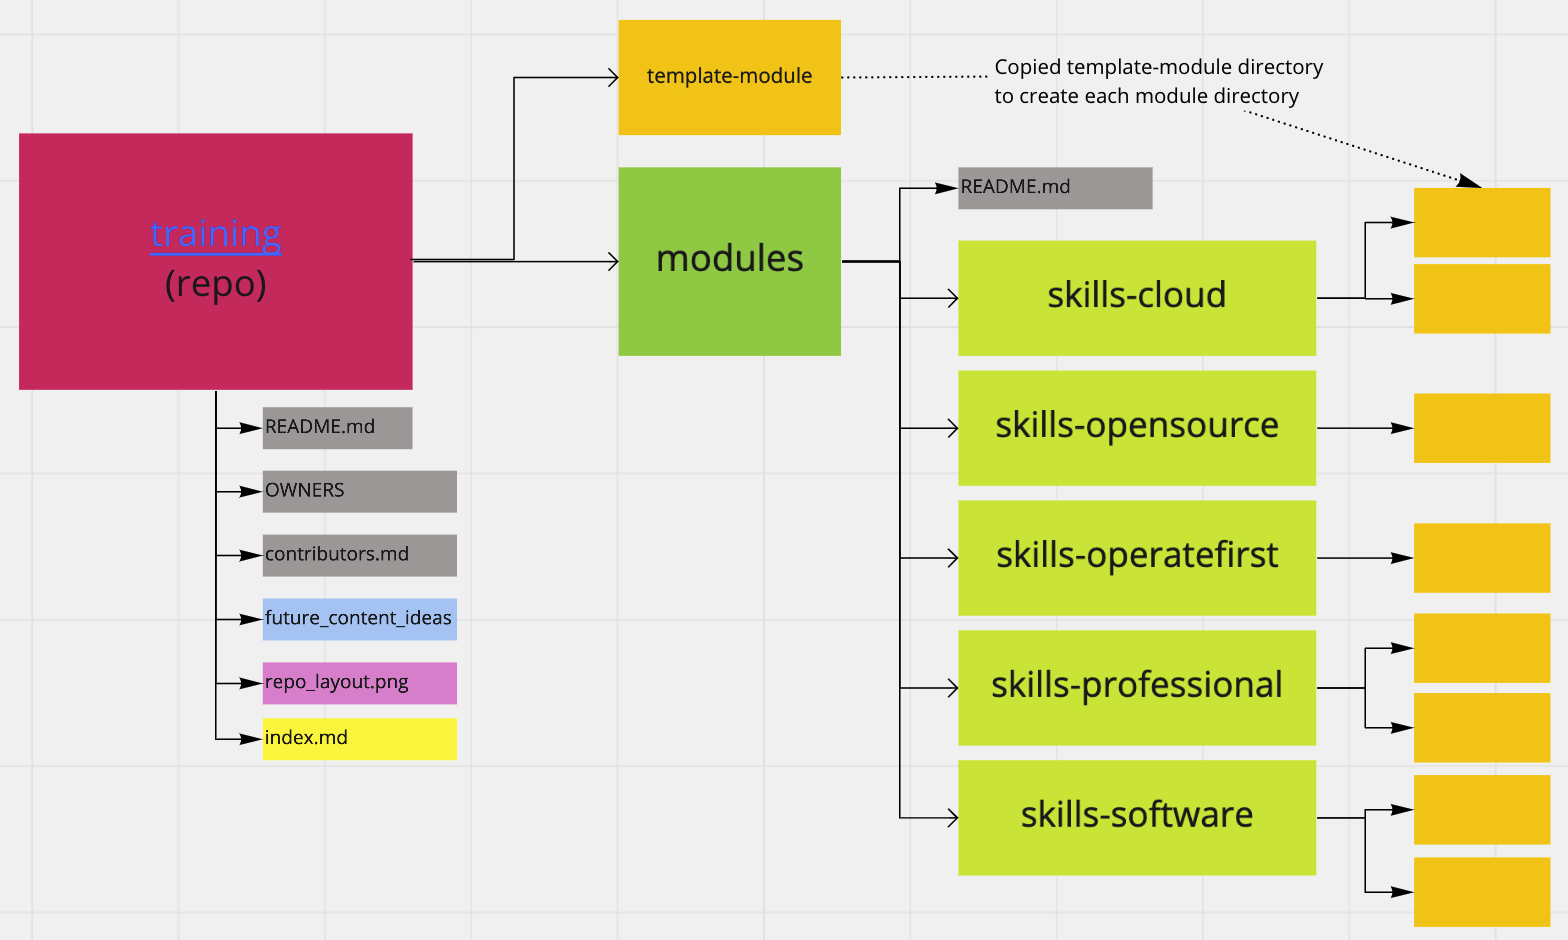 template-module
Copied template-module directory
to create each module directory
training
(repo)
modules
README.md
skills-cloud
skills-opensource
skills-operatefirst
skills-professional
skills-software
README.md
OWNERS
contributors.md
future_content_ideas
repo_layout.png
index.md